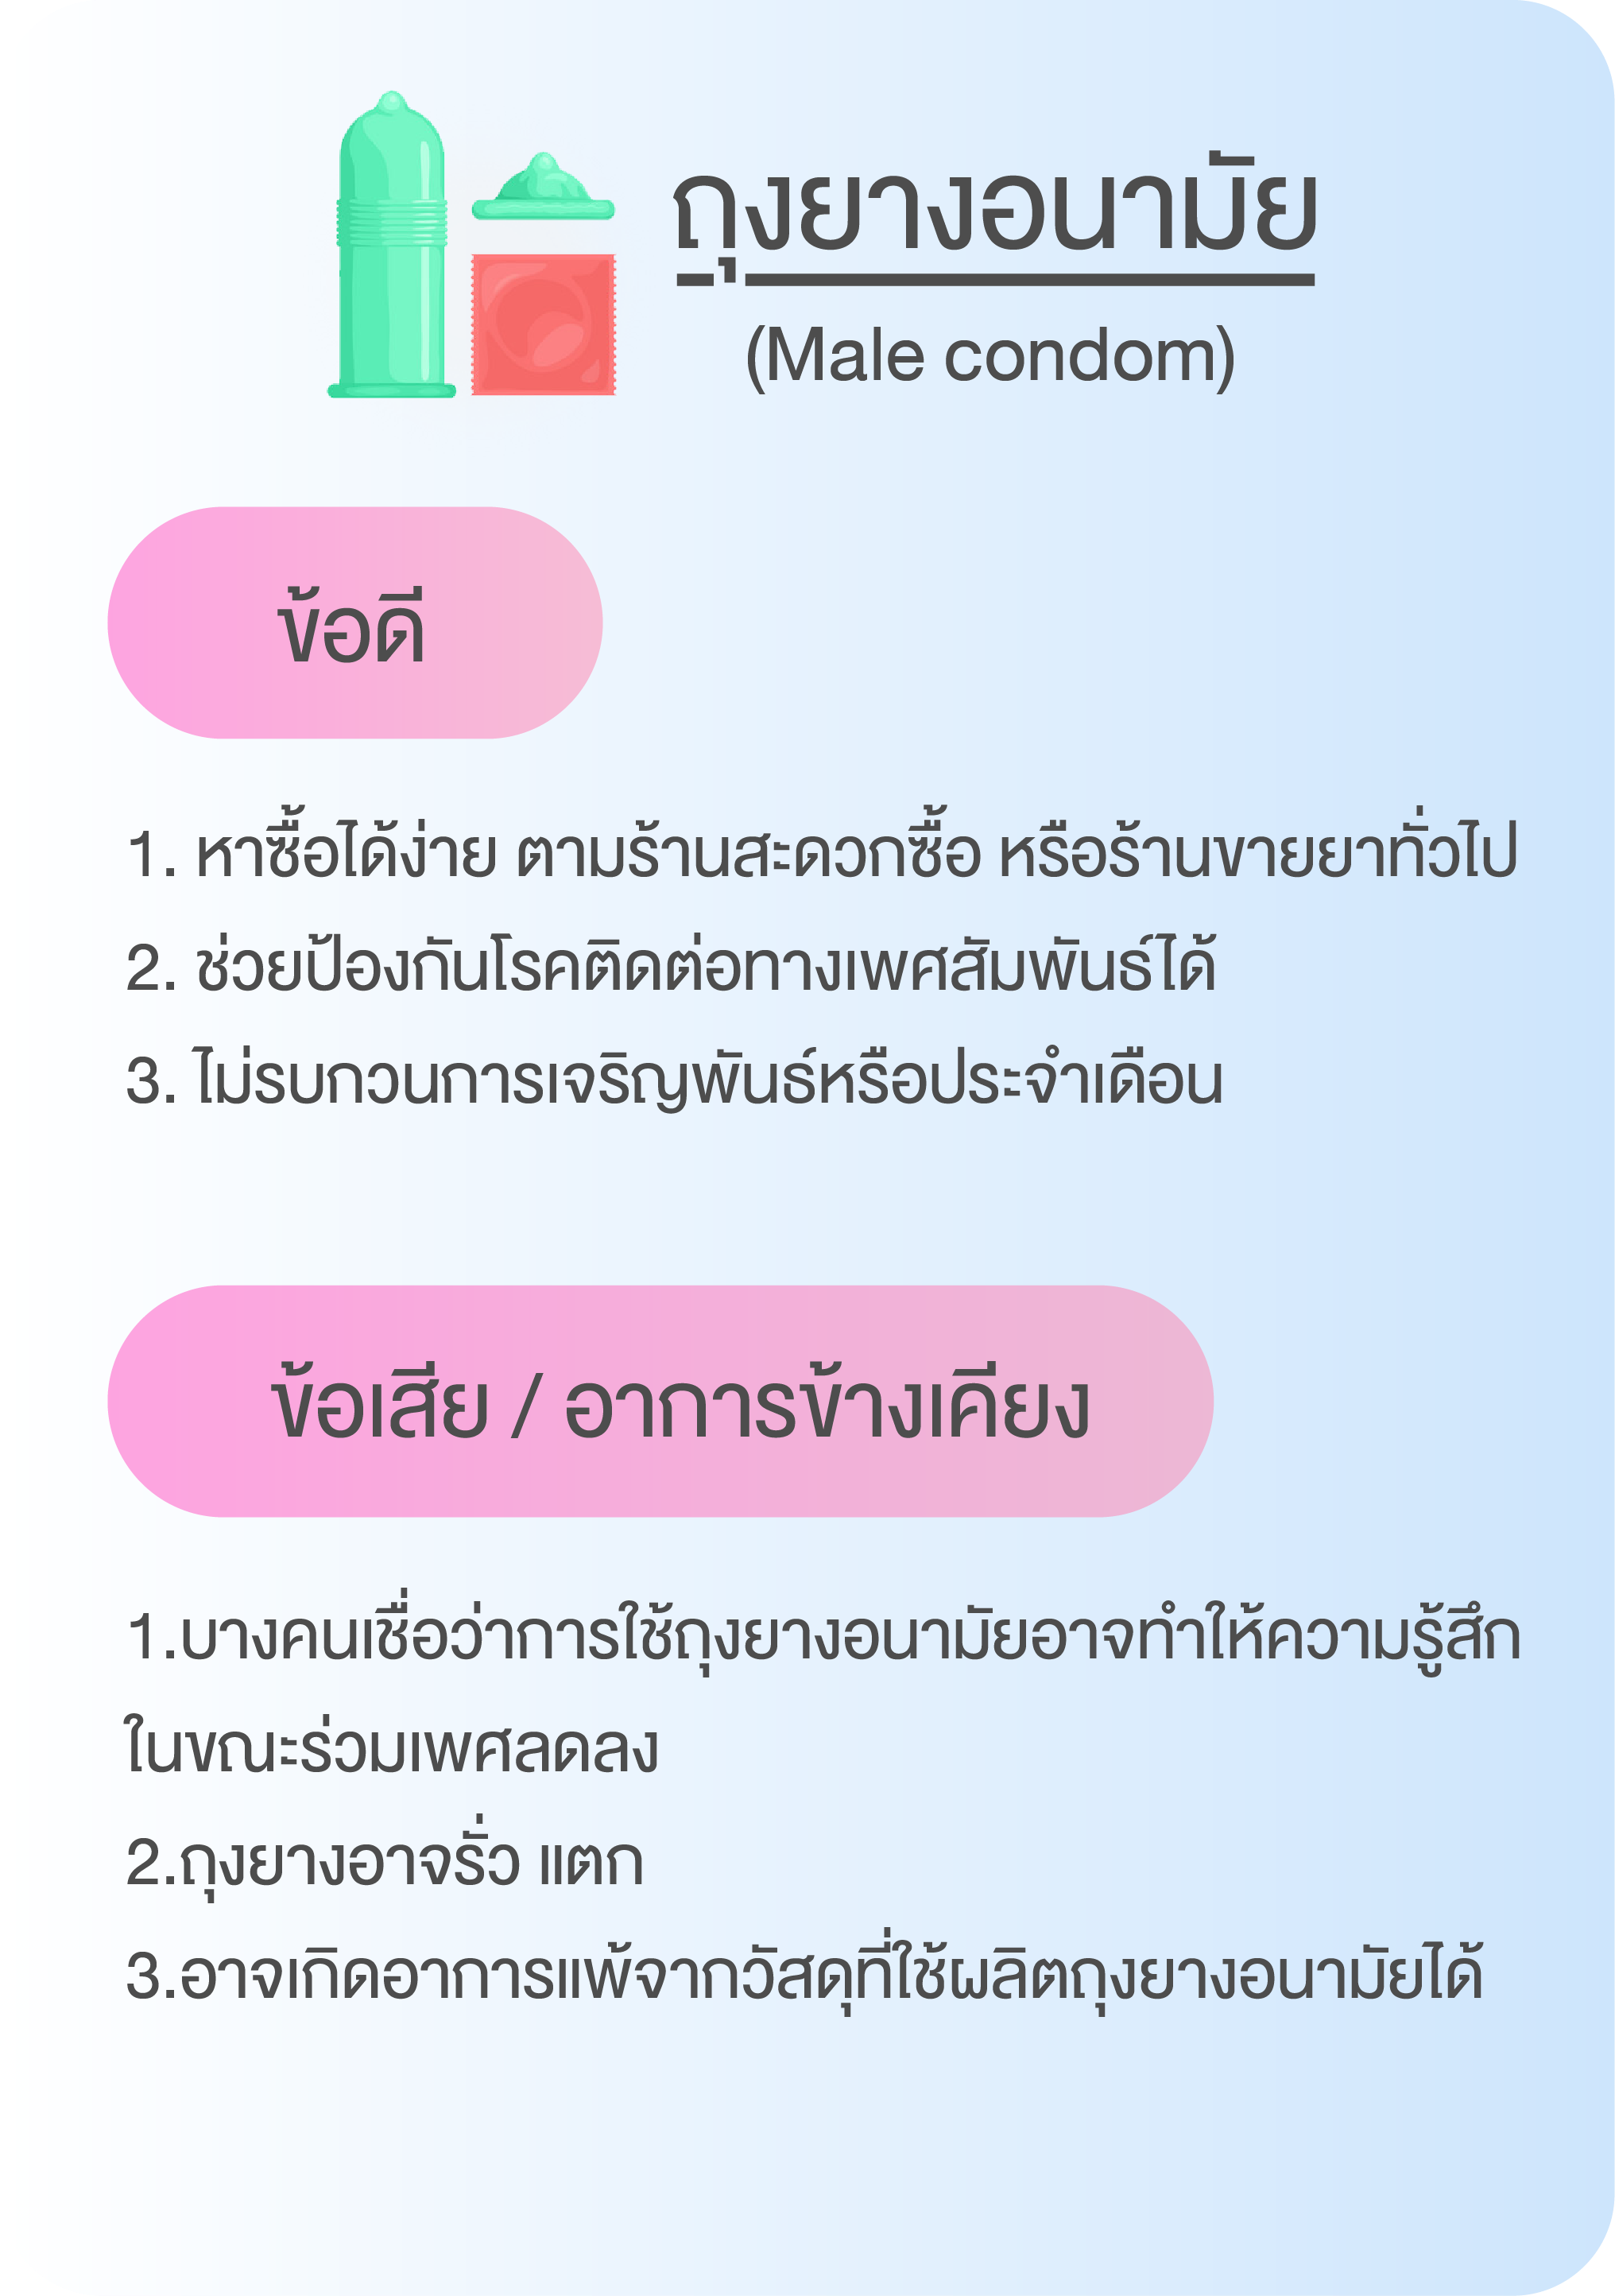 ถุงยางอนามัย
(Male condom)
ข้อดี
1. หาซื้อได้ง่าย ตามร้านสะดวกซื้อ หรือร้านขายยาทั่วไป
2. ช่วยป้องกันโรคติดต่อทางเพศสัมพันธ์ได้
3. ไม่รบกวนการเจริญพันธ์หรือประจำเดือน
ข้อเสีย / อาการข้างเคียง
1.บางคนเชื่อว่าการใช้ถุงยางอนามัยอาจทำให้ความรู้สึก
ในขณะร่วมเพศลดลง
2.ถุงยางอาจรั่ว แตก
3.อาจเกิดอาการแพ้จากวัสดุที่ใช้ผลิตถุงยางอนามัยได้